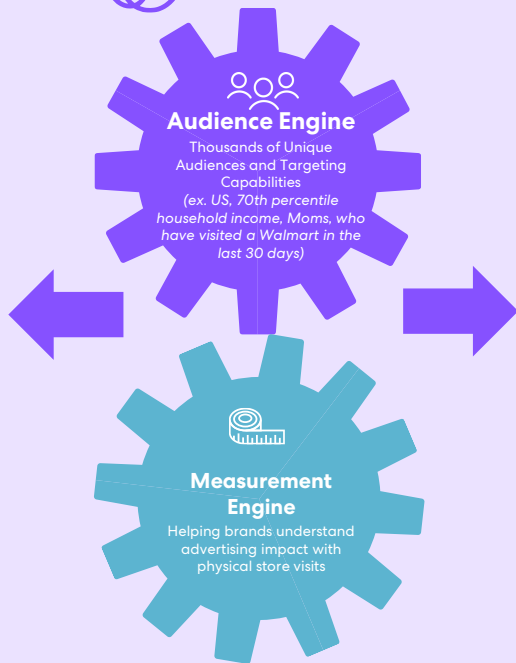 Audience Engine
Thousands of Unique
Audiences and Targeting
Capabilities
(ex. US, 70th percentile
household income, Moms, who
have visited a Walmart in the
last 30 days)
Measurement
Engine
Helping brands understand
advertising impact with
physical store visits